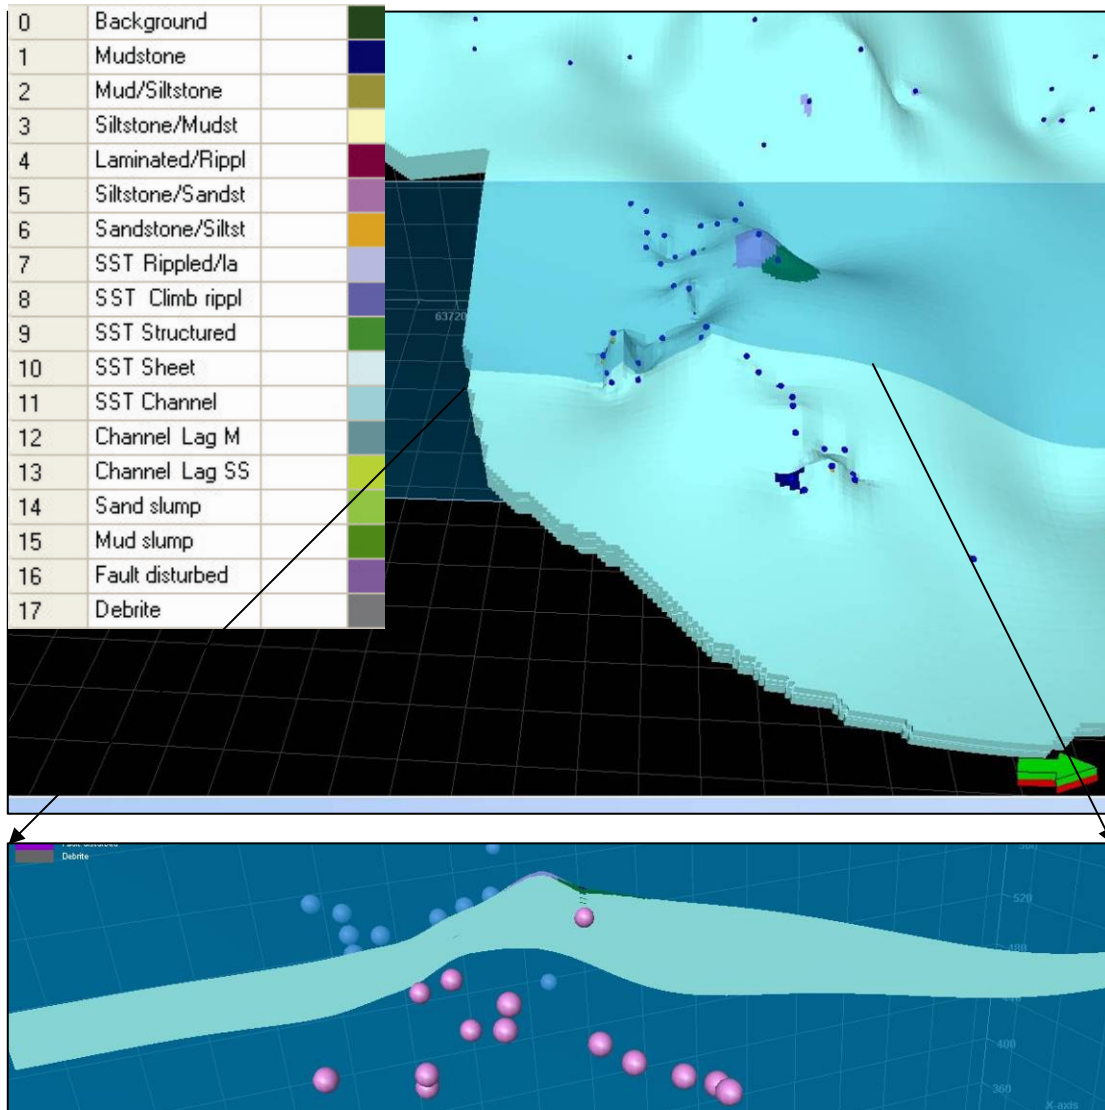 0 Background
1 Mudstone
2 Mud/Siltstone
3 Siltstone/Mudst
4 Laminated/Rippl
5 Siltstone/Sandst
6 Sandstone/Siltst
7 SST Rippled/la
8 SST Climb rippl
9 SST Structured
10 SST Sheet
11 SST Channel
12 Channel Lag M
13 Channel Lag SS
14 Sand slump
15 Mud slump
16 Fault disturbed
17 Debrite
63720
Fault disturbed
Debrite
520
480
400
360
X-axis